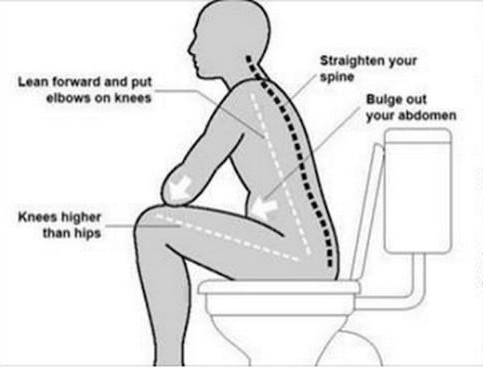 Straighten your
spine
Lean forward and put
elbows on knees
Bulge out
your abdomen
Knees higher
than hips